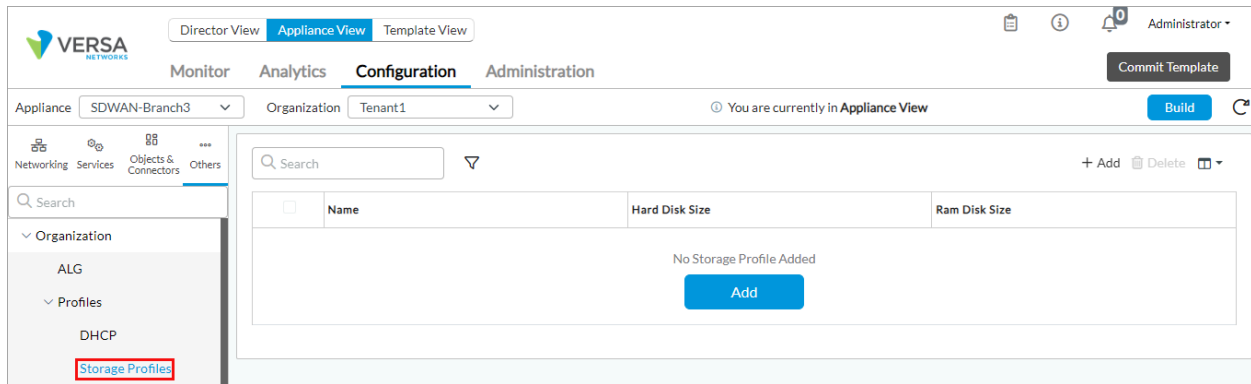 VERSA
NETWORKS
Director View Appliance View Template View
0
Administrator
Monitor Analytics Configuration Administration
Commit Template
Appliance SDWAN-Branch3 Organization Tenant1 You are currently in Appliance View Build
Networking Services Objects & Connectors Others
Search
+ Add Delete
Search
Name Hard Disk Size Ram Disk Size
Organization
No Storage Profile Added
ALG
Add
Profiles
DHCP
Storage Profiles